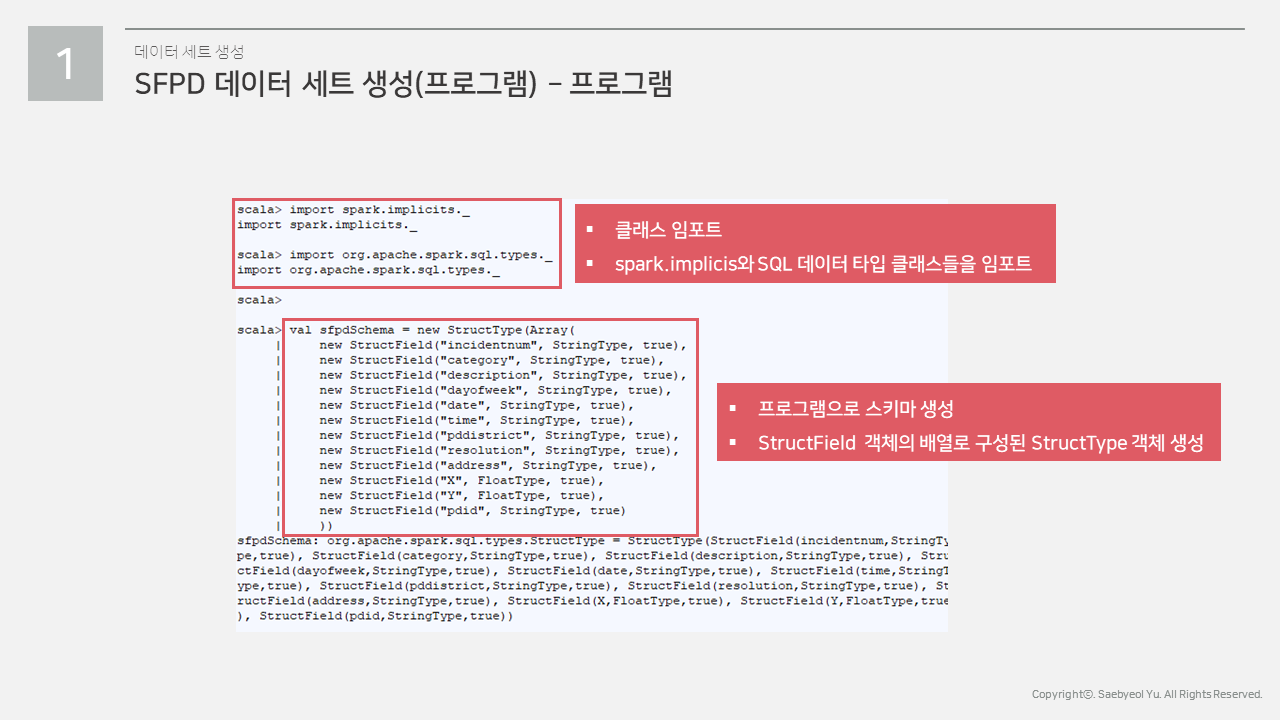 1
데이터 세트 생성
SFPD 데이터 세트 생성(프로그램) – 프로그램
scala> import spark.implicits._
import spark.implicits._
scala> import org.apache.spark.sql.types._
import org.apache.spark.sql.types._
▪ 클래스 임포트
▪ spark.implicis와 SQL 데이터 타입 클래스들을 임포트
scala>
scala> val sfpdSchema = new StructType(Array(
| new StructField("incidentnum", StringType, true),
| new StructField("category", StringType, true),
| new StructField("description", StringType, true),
| new StructField("dayofweek", StringType, true),
| new StructField("date", StringType, true),
| new StructField("time", StringType, true),
| new StructField("pddistrict", StringType, true),
| new StructField("resolution", StringType, true),
| new StructField("address", StringType, true),
| new StructField("X", FloatType, true),
| new StructField("Y", FloatType, true),
| new StructField("pdid", StringType, true)
| ))
▪ 프로그램으로 스키마 생성
▪ StructField 객체의 배열로 구성된 StructType 객체 생성
sfpdSchema: org.apache.spark.sql.types.StructType = StructType(StructField(incidentnum,StringTy
pe,true), StructField(category,StringType,true), StructField(description,StringType,true), Stru
ctField(dayofweek,StringType,true), StructField(date,StringType,true), StructField(time,StringT
ype,true), StructField(pddistrict,StringType,true), StructField(resolution,StringType,true), St
ructField(address,StringType,true), StructField(X,FloatType,true), StructField(Y,FloatType,true
), StructField(pdid,StringType,true))
Copyrightⓒ. Saebyeol Yu. All Rights Reserved.